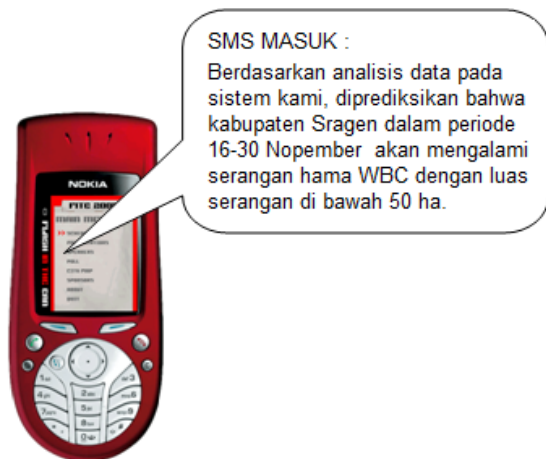 SMS MASUK :
Berdasarkan analisis data pada
sistem kami, diprediksikan bahwa
kabupaten Sragen dalam periode
16-30 Nopember akan mengalami
serangan hama WBC dengan luas
serangan di bawah 50 ha.
NOKIA
MAIN